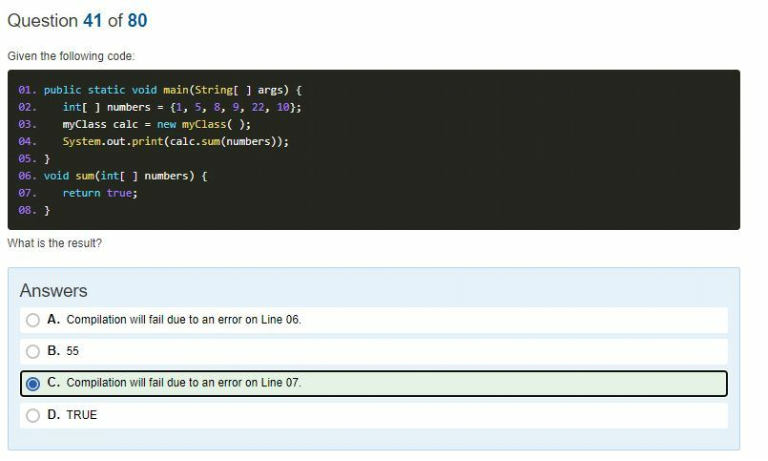 Question 41 of 80
Given the following code:
01. public static void main(String[ ] args) {
02. int[ ] numbers = {1, 5, 8, 9, 22, 10};
03. myClass calc = new myClass( );
04. System.out.print(calc.sum(numbers));
05. }
06. void sum(int[ ] numbers) {
07. return true;
08. }
What is the result?
Answers
A. Compilation will fail due to an error on Line 06.
B. 55
C. Compilation will fail due to an error on Line 07.
D. TRUE